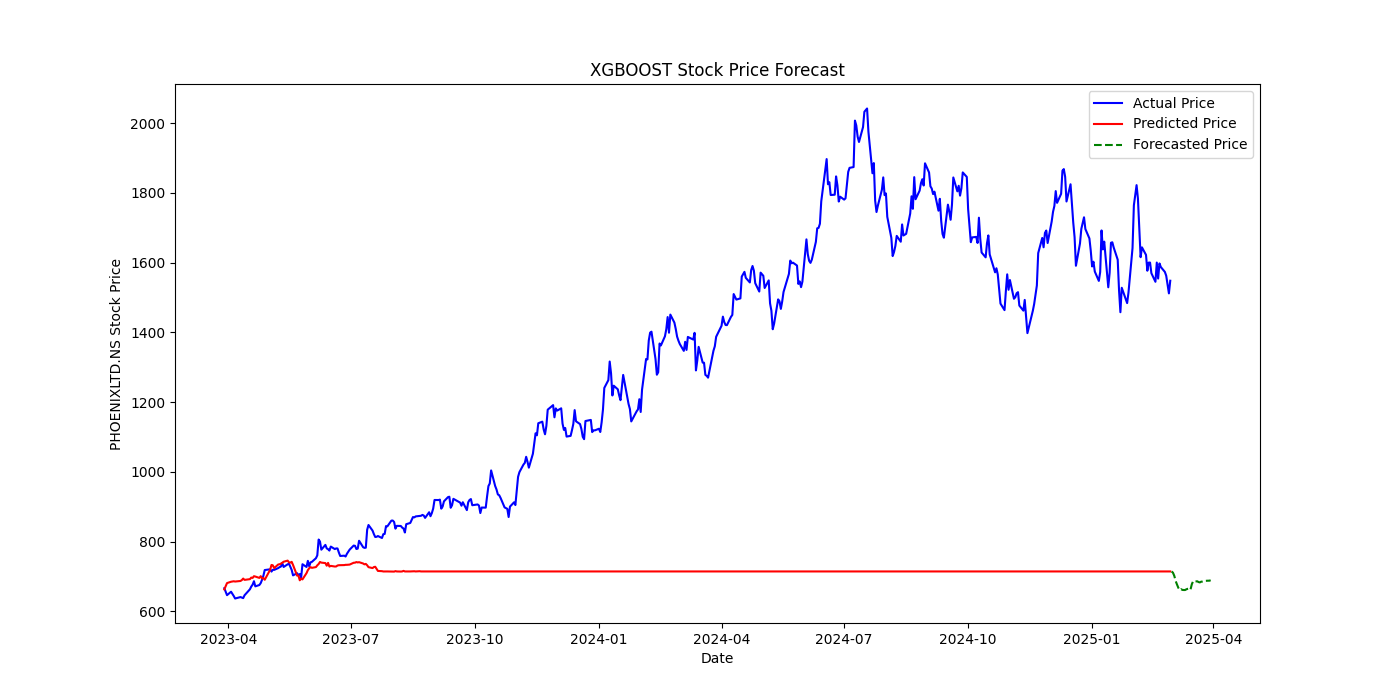 XGBOOST Stock Price Forecast
Actual Price
Predicted Price
Forecasted Price
PHOENIXLTD.NS Stock Price
2000
1800
1600
1400
1200
1000
800
600
2023-04 2023-07 2023-10 2024-01 2024-04 2024-07 2024-10 2025-01 2025-04
Date